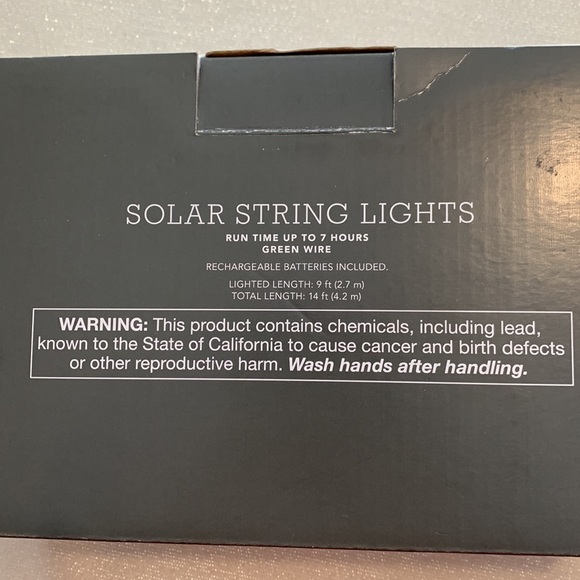 SOLAR STRING LIGHTS
RUN TIME UP TO 7 HOURS
GREEN WIRE
RECHARGEABLE BATTERIES INCLUDED.
LIGHTED LENGTH: 9 ft (2.7 m)
TOTAL LENGTH: 14 ft (4.2 m)
WARNING: This product contains chemicals, including lead,
known to the State of California to cause cancer and birth defects
or other reproductive harm. Wash hands after handling.